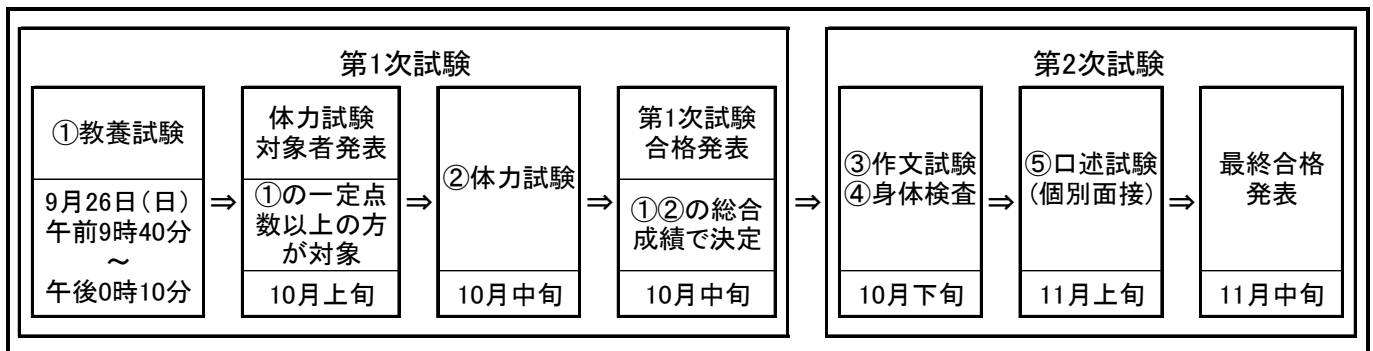 第1次試験
①教養試験
9月26日(日)
午前9時40分
～
午後0時10分
⇒
体力試験
対象者発表
①の一定点
数以上の方
が対象
10月上旬
⇒
②体力試験
10月中旬
⇒
第1次試験
合格発表
①②の総合
成績で決定
10月中旬
⇒
第2次試験
③作文試験
④身体検査
10月下旬
⇒
⑤口述試験
(個別面接)
11月上旬
⇒
最終合格
発表
11月中旬